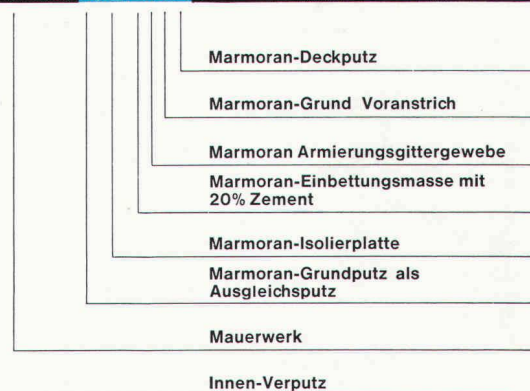 Marmoran-Deckputz
Marmoran-Grund Voranstrich
Marmoran Armierungsgittergewebe
Marmoran-Einbettungsmasse mit
20% Zement
Marmoran-Isolierplatte
Marmoran-Grundputz als
Ausgleichsputz
Mauerwerk
Innen-Verputz